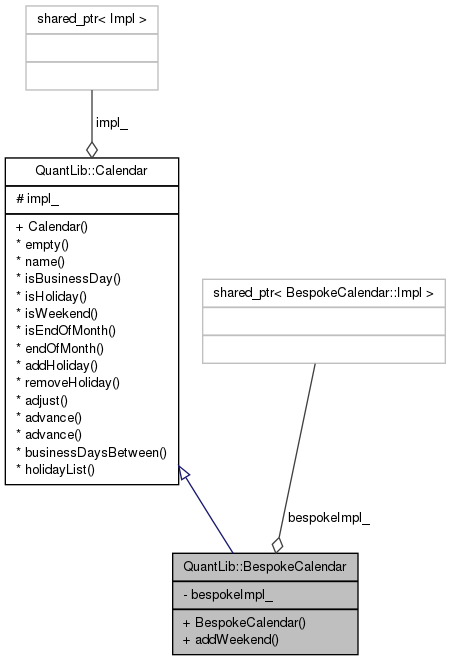 shared_ptr< Impl >
impl_
QuantLib::Calendar
# impl_
+ Calendar()
* empty()
* name()
* isBusinessDay()
* isHoliday()
* isWeekend()
* isEndOfMonth()
* endOfMonth()
* addHoliday()
* removeHoliday()
* adjust()
* advance()
* advance()
* businessDaysBetween()
* holidayList()
shared_ptr< BespokeCalendar::Impl >
bespokeImpl_
QuantLib::BespokeCalendar
- bespokeImpl_
+ BespokeCalendar()
+ addWeekend()